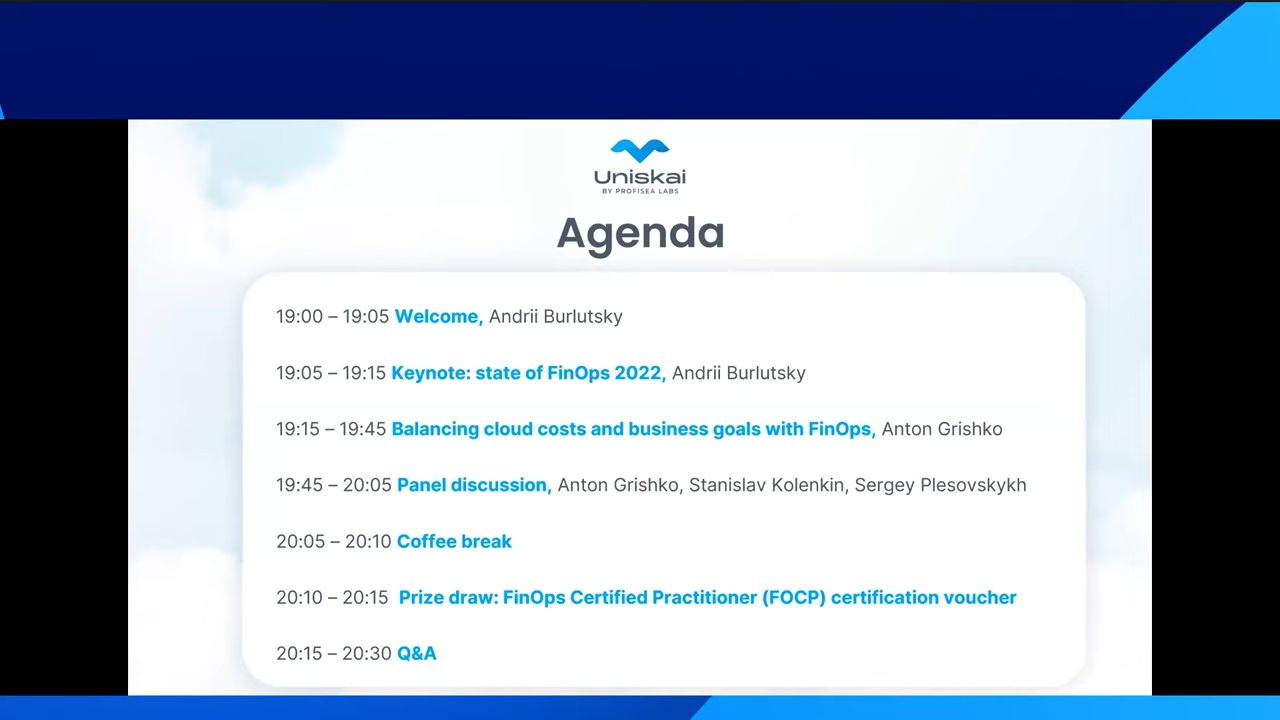 Uniskai
BY PROFISEA LABS
Agenda
19:00 – 19:05 Welcome, Andrii Burlutsky
19:05 – 19:15 Keynote: state of FinOps 2022, Andrii Burlutsky
19:15 – 19:45 Balancing cloud costs and business goals with FinOps, Anton Grishko
19:45 – 20:05 Panel discussion, Anton Grishko, Stanislav Kolenkin, Sergey Plesovskykh
20:05 – 20:10 Coffee break
20:10 – 20:15 Prize draw: FinOps Certified Practitioner (FOCP) certification voucher
20:15 – 20:30 Q&A